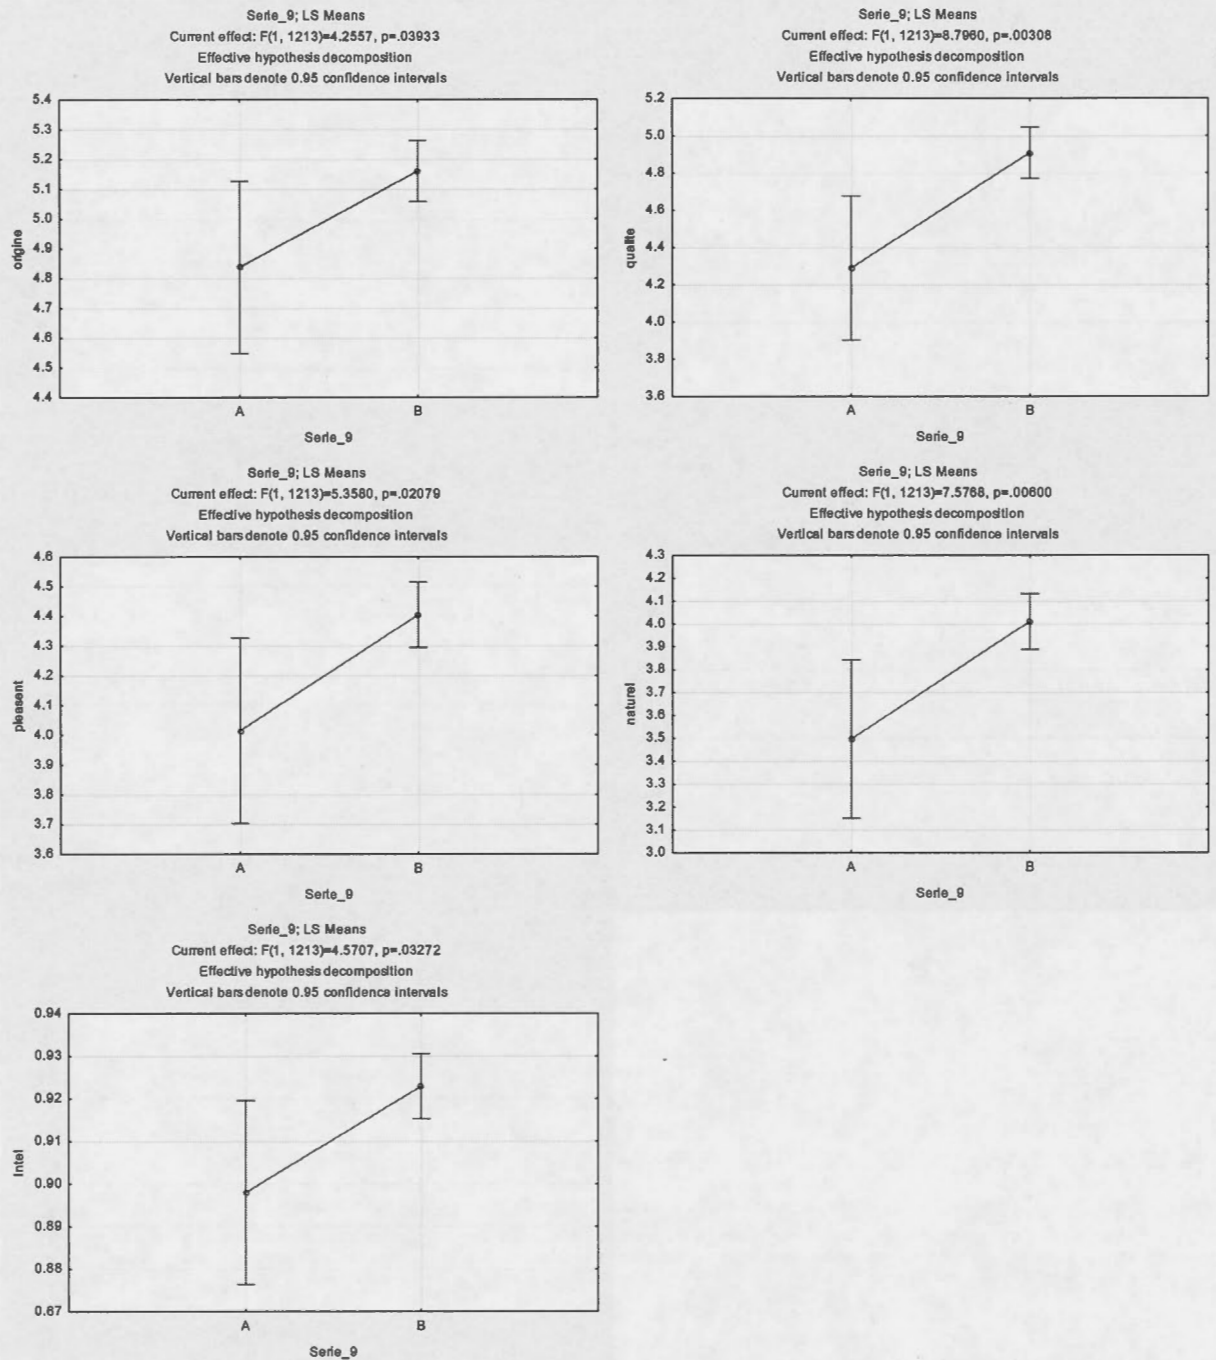 Serie_9; LS Means
Current effect: F(1, 1213)=4.2557, p=.03933
Effective hypothesis decomposition
Vertical bars denote 0.95 confidence intervals
5.4
5.3
5.2
5.1
5.0
4.9
4.8
4.7
4.6
4.5
4.4
origine
A
B
Serie_9
Serie_9; LS Means
Current effect: F(1, 1213)=8.7960, p=.00308
Effective hypothesis decomposition
Vertical bars denote 0.95 confidence intervals
5.2
5.0
4.8
4.6
4.4
4.2
4.0
3.8
3.6
qualite
A
B
Serie_9
Serie_9; LS Means
Current effect: F(1, 1213)=5.3580, p=.02079
Effective hypothesis decomposition
Vertical bars denote 0.95 confidence intervals
4.6
4.5
4.4
4.3
4.2
4.1
4.0
3.9
3.8
3.7
3.6
pleasent
A
B
Serie_9
Serie_9; LS Means
Current effect: F(1, 1213)=7.5768, p=.00600
Effective hypothesis decomposition
Vertical bars denote 0.95 confidence intervals
4.3
4.2
4.1
4.0
3.9
3.8
3.7
3.6
3.5
3.4
3.3
3.2
3.1
3.0
naturel
A
B
Serie_9
Serie_9; LS Means
Current effect: F(1, 1213)=4.5707, p=.03272
Effective hypothesis decomposition
Vertical bars denote 0.95 confidence intervals
0.94
0.93
0.92
0.91
0.90
0.89
0.88
0.67
Intel
A
B
Serie_9